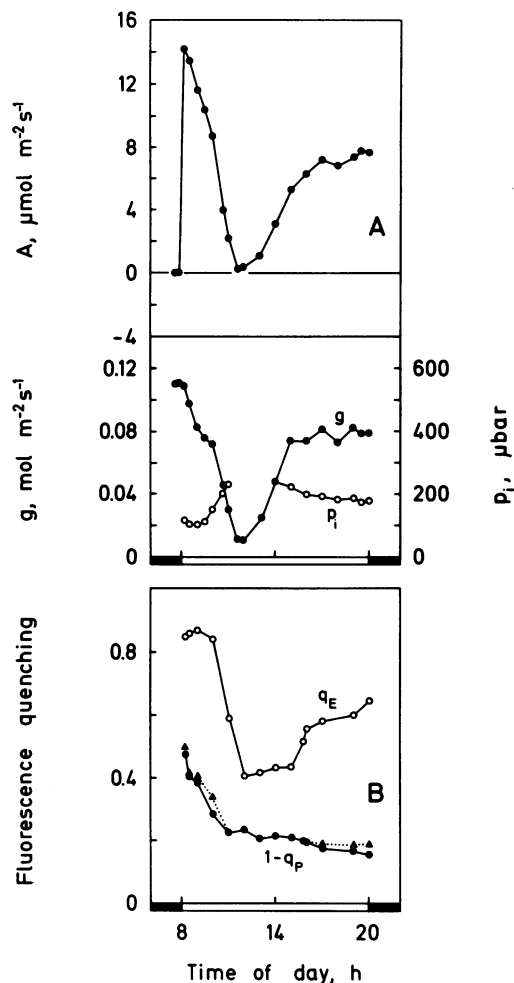 16
12
8
4
0
-4
A, µmol m⁻²s⁻¹
A
0.12
0.08
0.04
0
g, mol m⁻²s⁻¹
600
400
200
0
pᵢ, µbar
g
pᵢ
0.8
0.4
0
Fluorescence quenching
qE
B
1-qP
8 14 20
Time of day, h